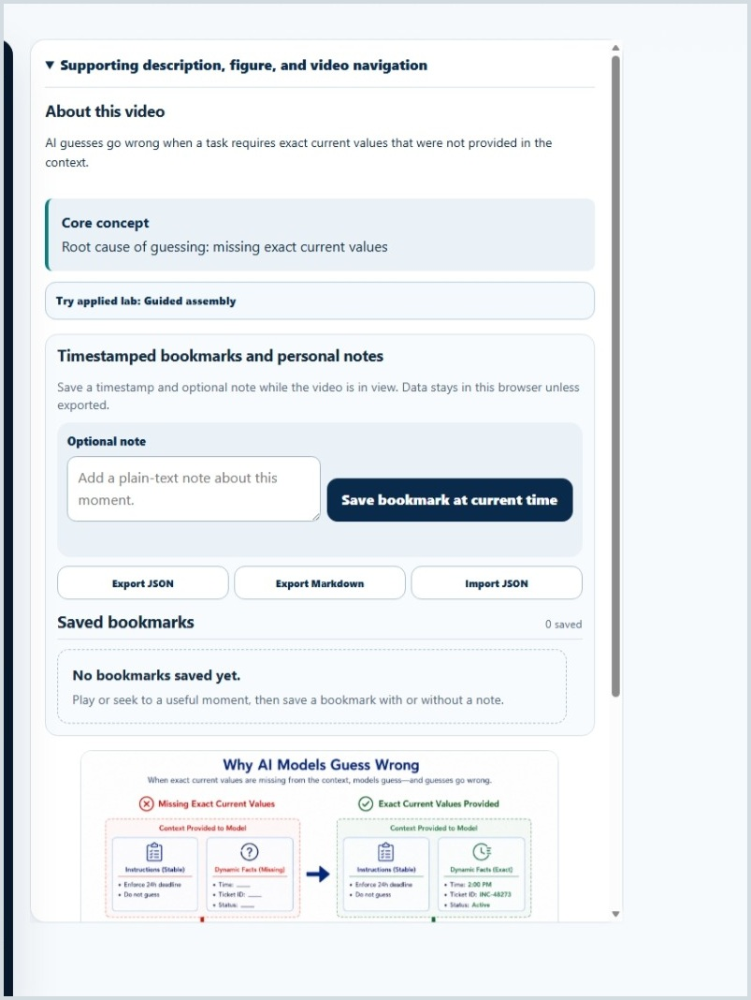 ▼ Supporting description, figure, and video navigation
About this video
AI guesses go wrong when a task requires exact current values that were not provided in the
context.
Core concept
Root cause of guessing: missing exact current values
Try applied lab: Guided assembly
Timestamped bookmarks and personal notes
Save a timestamp and optional note while the video is in view. Data stays in this browser unless
exported.
Optional note
Add a plain-text note about this
moment.
Save bookmark at current time
Export JSON
Export Markdown
Import JSON
Saved bookmarks
0 saved
No bookmarks saved yet.
Play or seek to a useful moment, then save a bookmark with or without a note.
Why AI Models Guess Wrong
When exact current values are missing from the context, models guess—and guesses go wrong.
Missing Exact Current Values
Context Provided to Model
Instructions (Stable)
• Enforce 24h deadline
• Do not guess
Dynamic Facts (Missing)
• Time: ____
• Ticket ID: ____
• Status: ____
Exact Current Values Provided
Context Provided to Model
Instructions (Stable)
• Enforce 24h deadline
• Do not guess
Dynamic Facts (Exact)
• Time: 2:00 PM
• Ticket ID: INC-48273
• Status: Active